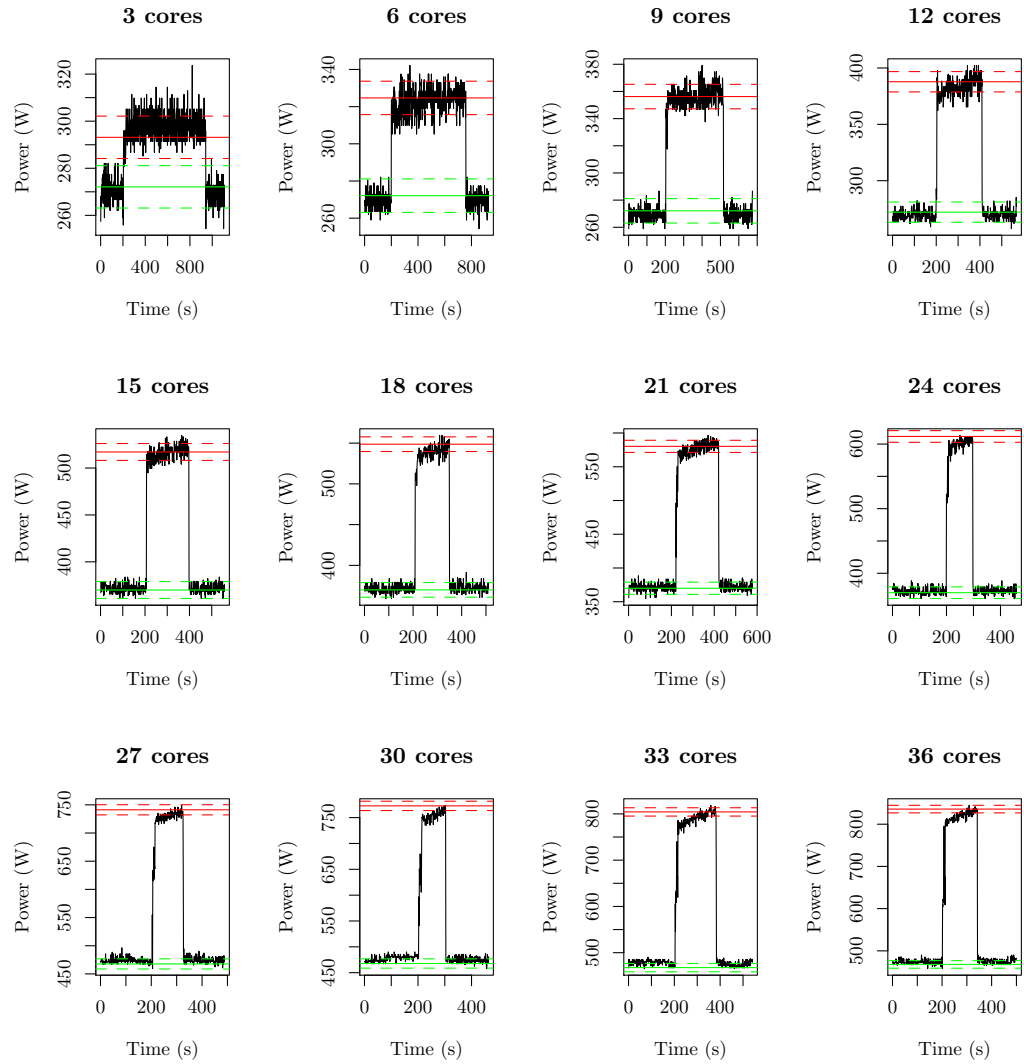 3 cores 6 cores 9 cores 12 cores
Power (W) 260 280 300 320
0 400 800
Time (s)
Power (W) 260 300 340
0 400 800
Time (s)
Power (W) 260 300 340 380
0 200 500
Time (s)
Power (W) 300 350 400
0 200 400
Time (s)
15 cores 18 cores 21 cores 24 cores
Power (W) 400 450 500
0 200 400
Time (s)
Power (W) 350 450 550
0 200 400
Time (s)
Power (W) 350 450 550
0 200 400 600
Time (s)
Power (W) 400 500 600
0 200 400
Time (s)
27 cores 30 cores 33 cores 36 cores
Power (W) 450 550 650 750
0 200 400
Time (s)
Power (W) 450 550 650 750
0 200 400
Time (s)
Power (W) 500 600 700 800
0 200 400
Time (s)
Power (W) 500 600 700 800
0 200 400
Time (s)